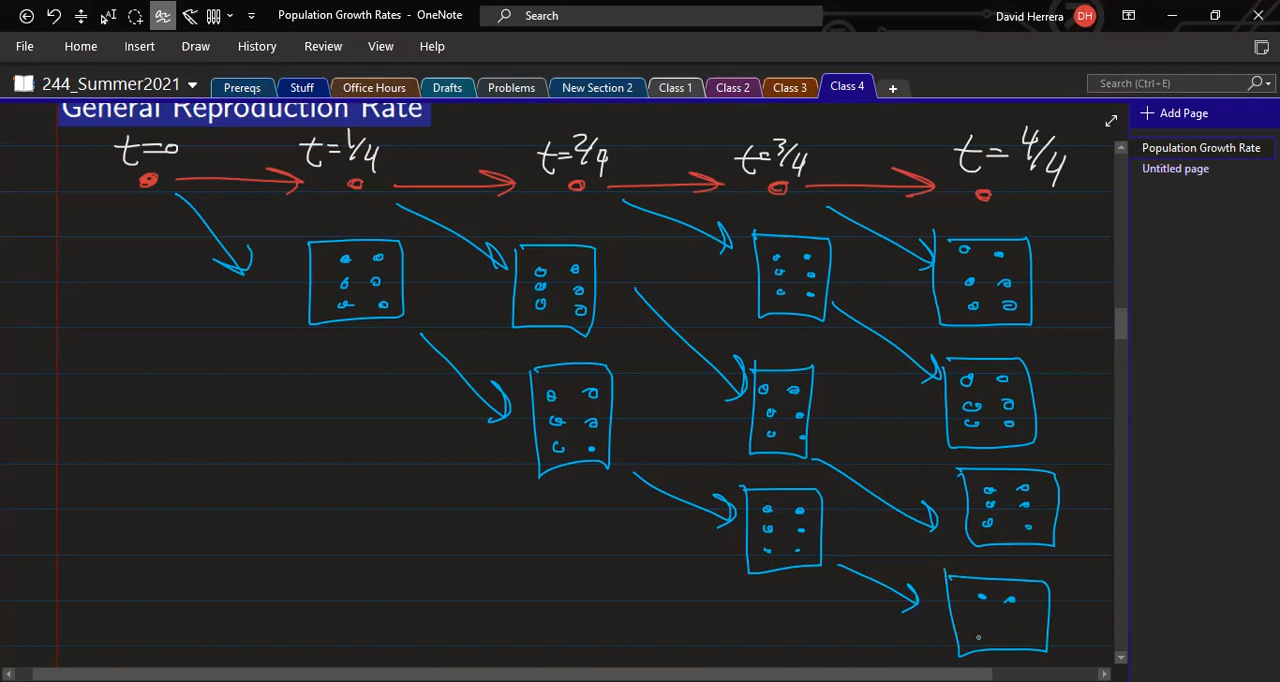 Population Growth Rates - OneNote
Search
David Herrera
DH
File
Home
Insert
Draw
History
Review
View
Help
244_Summer2021
Prereqs
Stuff
Office Hours
Drafts
Problems
New Section 2
Class 1
Class 2
Class 3
Class 4
Search (Ctrl+E)
Add Page
Population Growth Rate
Untitled page
General Reproduction Rate
t=0
t=1/4
t=2/4
t=3/4
t=4/4